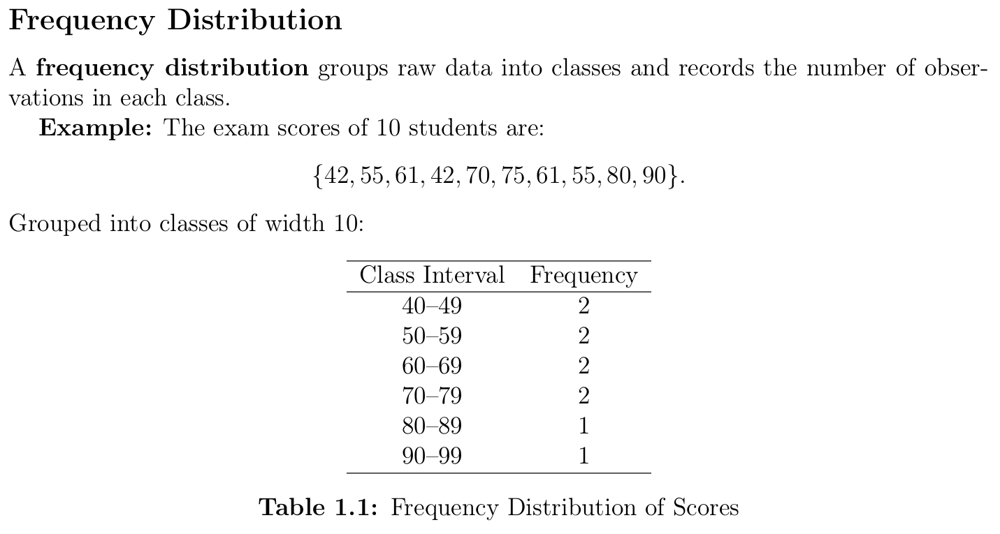 Frequency Distribution
A frequency distribution groups raw data into classes and records the number of obser-
vations in each class.
Example: The exam scores of 10 students are:
{42, 55, 61, 42, 70, 75, 61, 55, 80, 90}.
Grouped into classes of width 10:
Class Interval Frequency
40–49 2
50–59 2
60–69 2
70–79 2
80–89 1
90–99 1
Table 1.1: Frequency Distribution of Scores